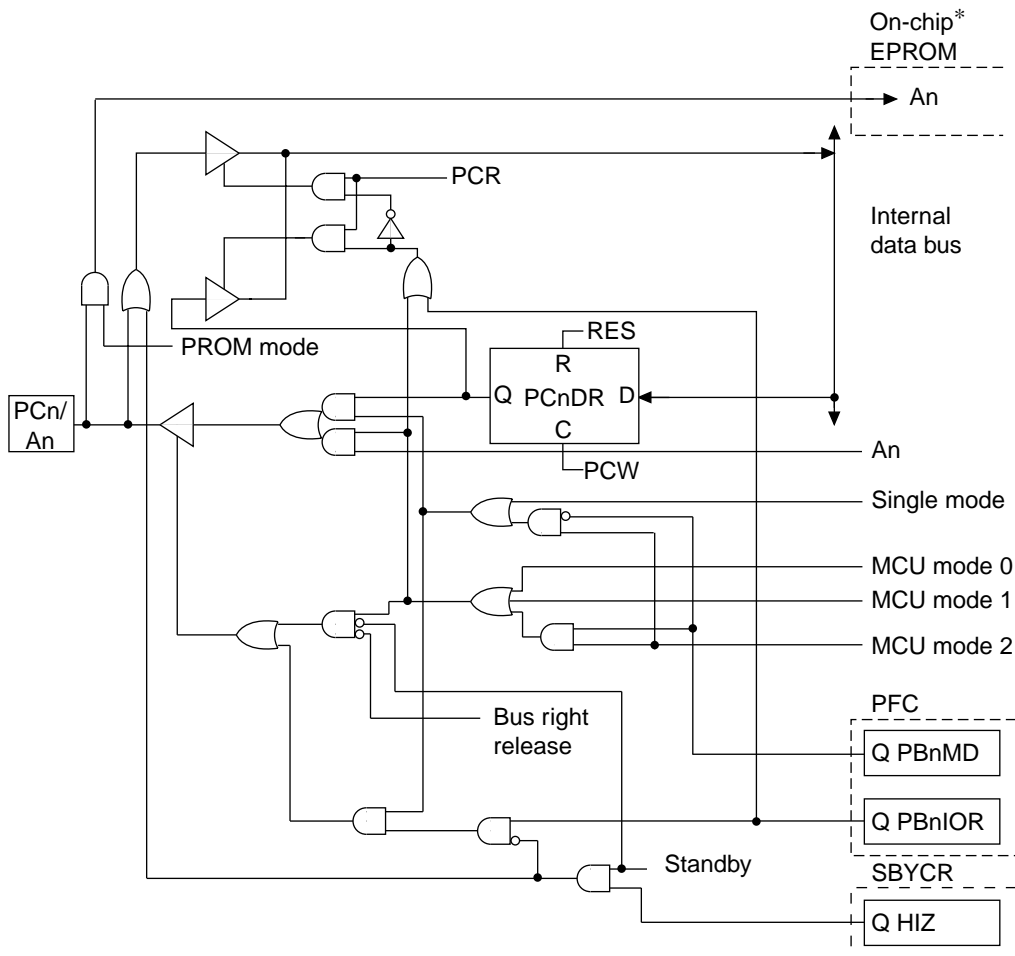 On-chip*
EPROM
An
PCR
Internal
data bus
PROM mode
RES
R
Q PCnDR D
C
PCW
PCn/
An
An
Single mode
MCU mode 0
MCU mode 1
MCU mode 2
Bus right
release
PFC
Q PBnMD
Q PBnIOR
Standby
SBYCR
Q HIZ